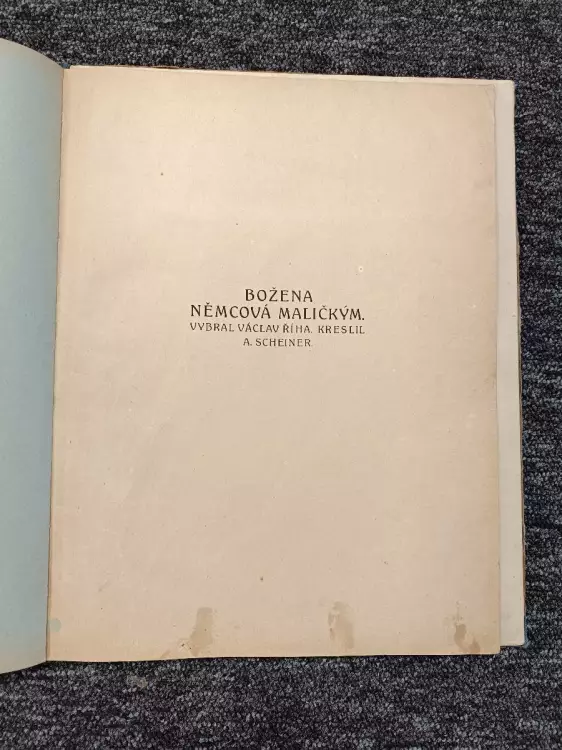 BOŽENA
NĚMCOVÁ MALIČKÝM.
VYBRAL VÁCLAV ŘÍHA. KRESLIL
A. SCHEINER